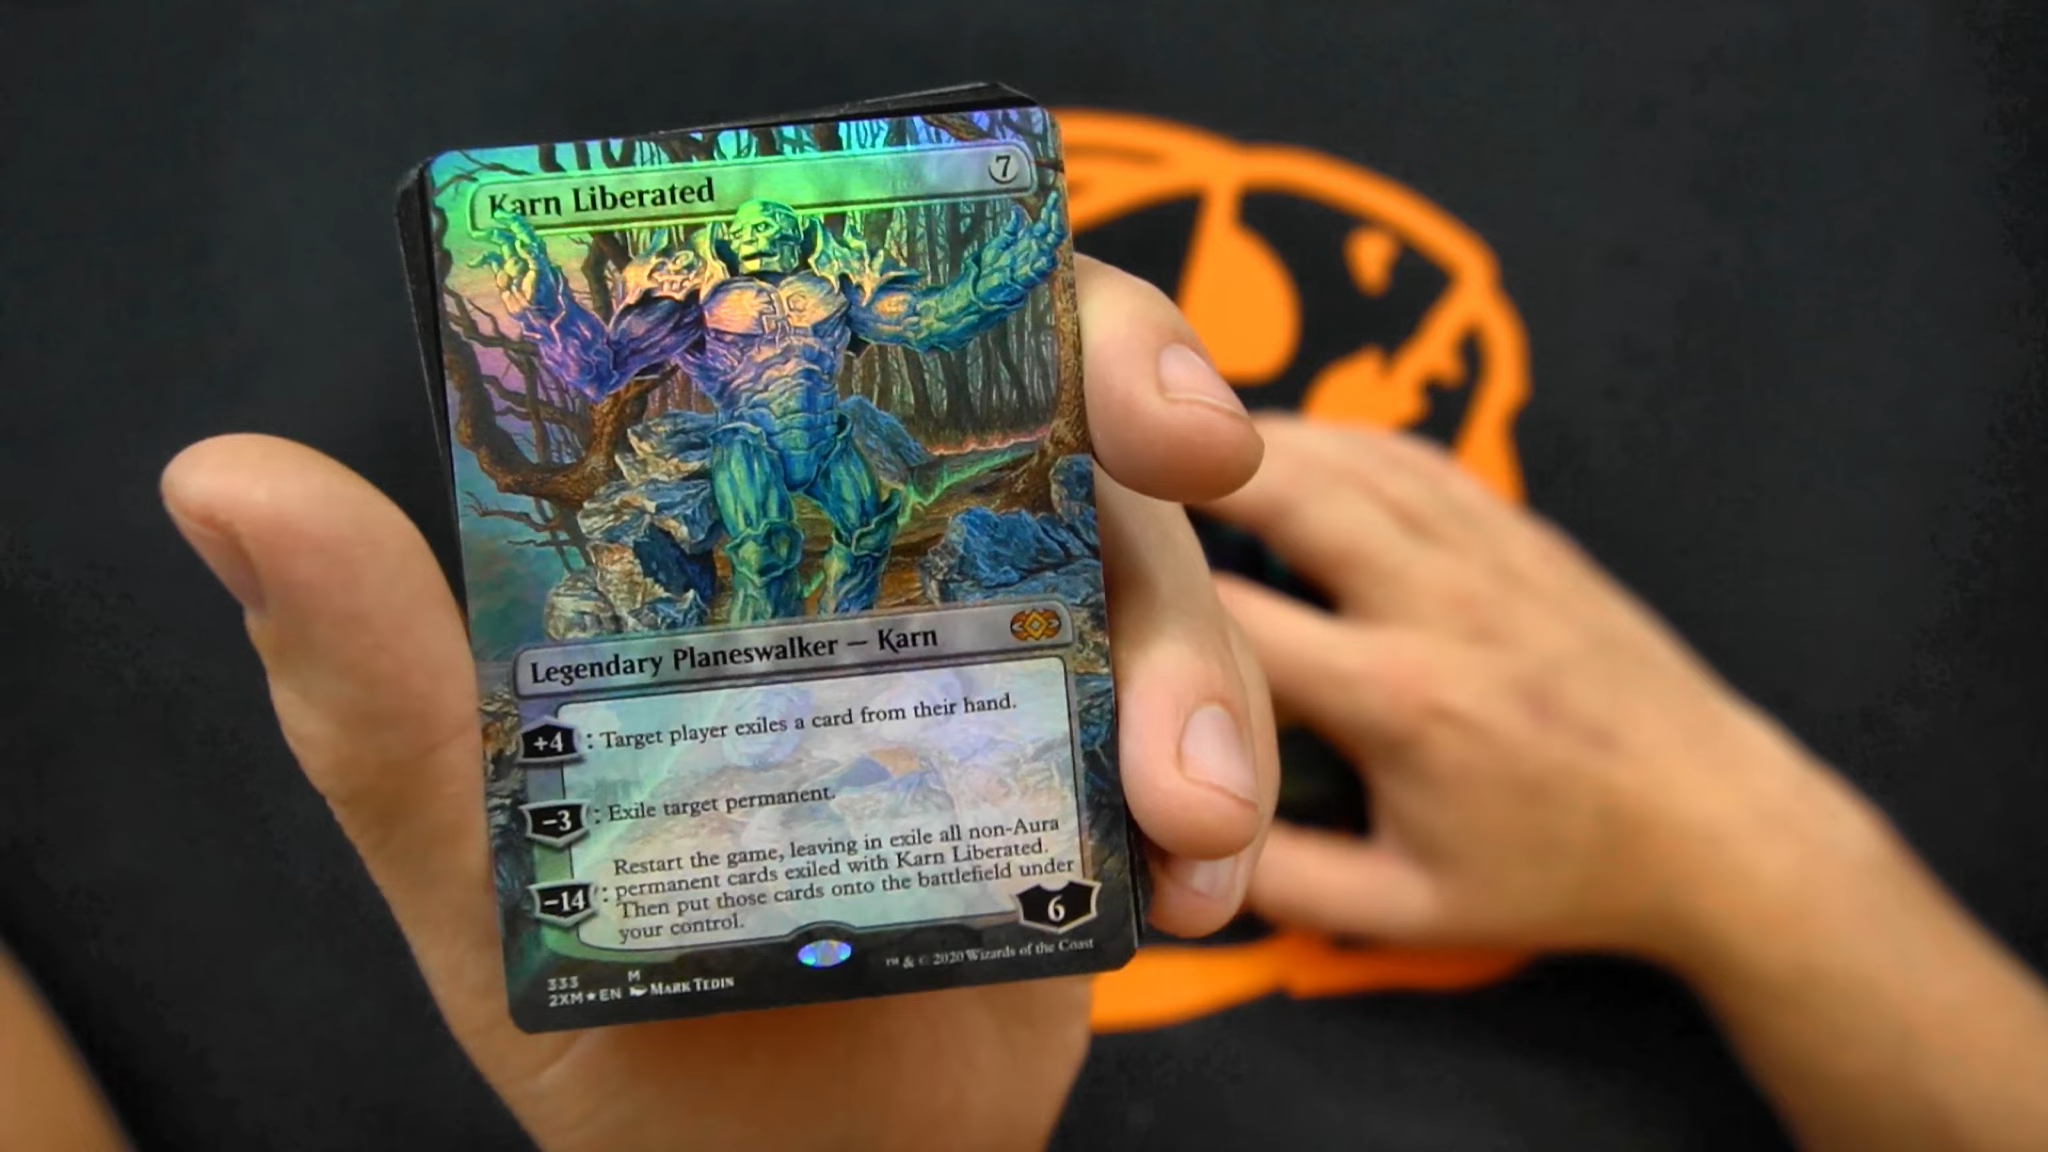 Karn Liberated 7
Legendary Planeswalker — Karn
+4 : Target player exiles a card from their hand.
−3 : Exile target permanent.
Restart the game, leaving in exile all non-Aura
−14 : permanent cards exiled with Karn Liberated.
Then put those cards onto the battlefield under
your control.
6
333 M
2XM★EN Mark Tedin
™ & © 2020 Wizards of the Coast